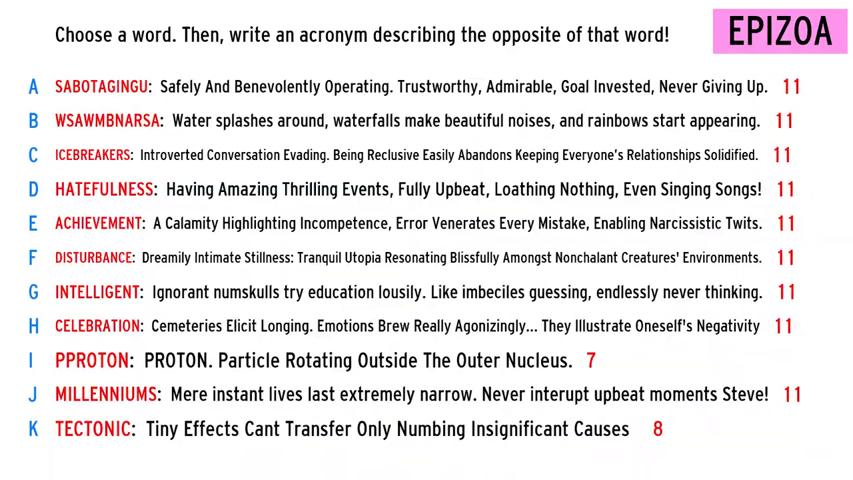 Choose a word. Then, write an acronym describing the opposite of that word!
EPIZOA
A SABOTAGINGU: Safely And Benevolently Operating. Trustworthy, Admirable, Goal Invested, Never Giving Up. 11
B WSAWMBNARSA: Water splashes around, waterfalls make beautiful noises, and rainbows start appearing. 11
C ICEBREAKERS: Introverted Conversation Evading. Being Reclusive Easily Abandons Keeping Everyone's Relationships Solidified. 11
D HATEFULNESS: Having Amazing Thrilling Events, Fully Upbeat, Loathing Nothing, Even Singing Songs! 11
E ACHIEVEMENT: A Calamity Highlighting Incompetence, Error Venerates Every Mistake, Enabling Narcissistic Twits. 11
F DISTURBANCE: Dreamily Intimate Stillness: Tranquil Utopia Resonating Blissfully Amongst Nonchalant Creatures' Environments. 11
G INTELLIGENT: Ignorant numskulls try education lousily. Like imbeciles guessing, endlessly never thinking. 11
H CELEBRATION: Cemeteries Elicit Longing. Emotions Brew Really Agonizingly... They Illustrate Oneself's Negativity 11
I PPROTON: PROTON. Particle Rotating Outside The Outer Nucleus. 7
J MILLENNIUMS: Mere instant lives last extremely narrow. Never interupt upbeat moments Steve! 11
K TECTONIC: Tiny Effects Cant Transfer Only Numbing Insignificant Causes 8